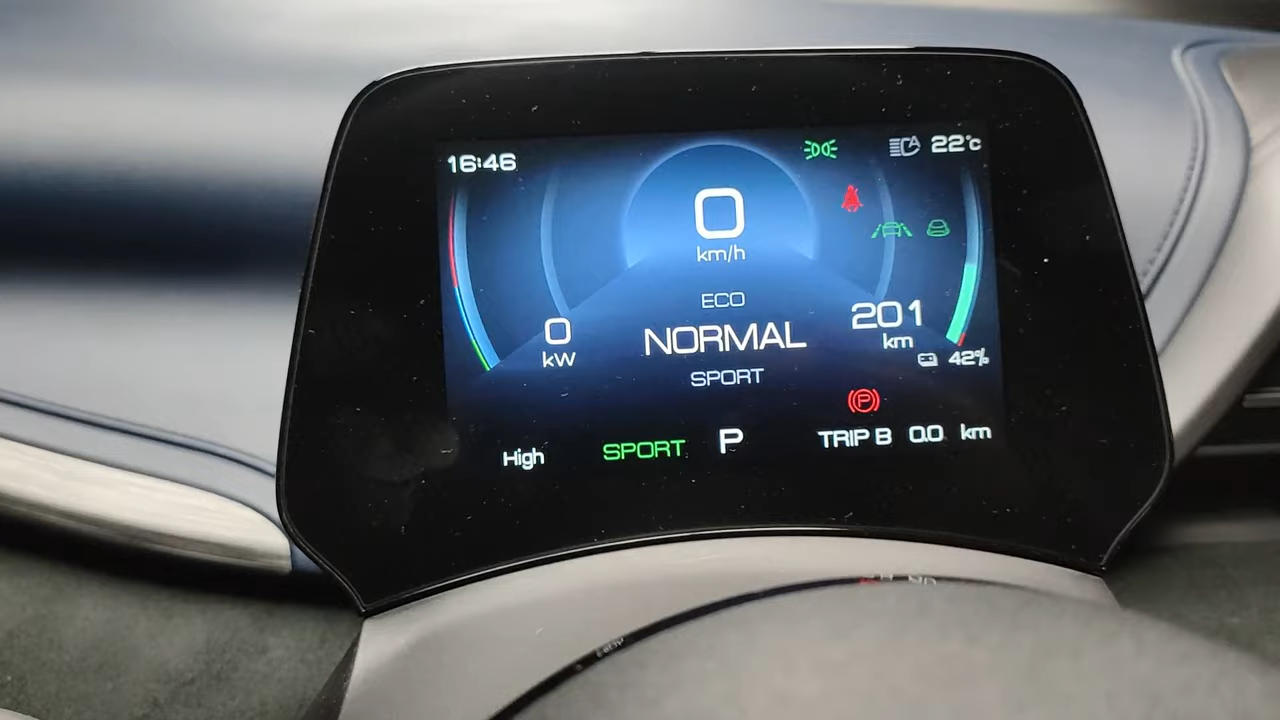 16:46
22°c
0
km/h
ECO
NORMAL
SPORT
0
kW
201
km
42%
High
SPORT
P
TRIP B 0.0 km